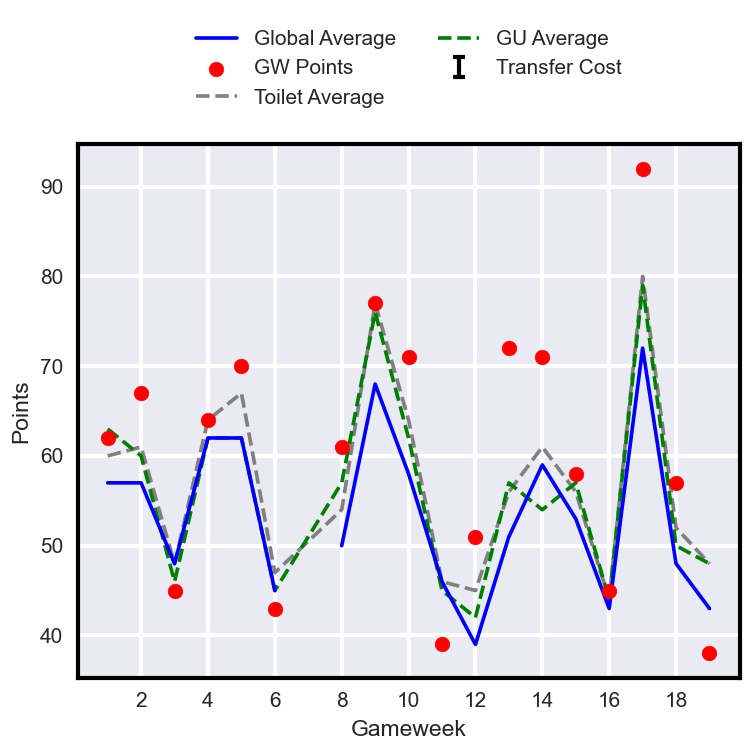 Global Average
GW Points
Toilet Average
GU Average
Transfer Cost
90
80
70
60
50
40
Points
2 4 6 8 10 12 14 16 18
Gameweek